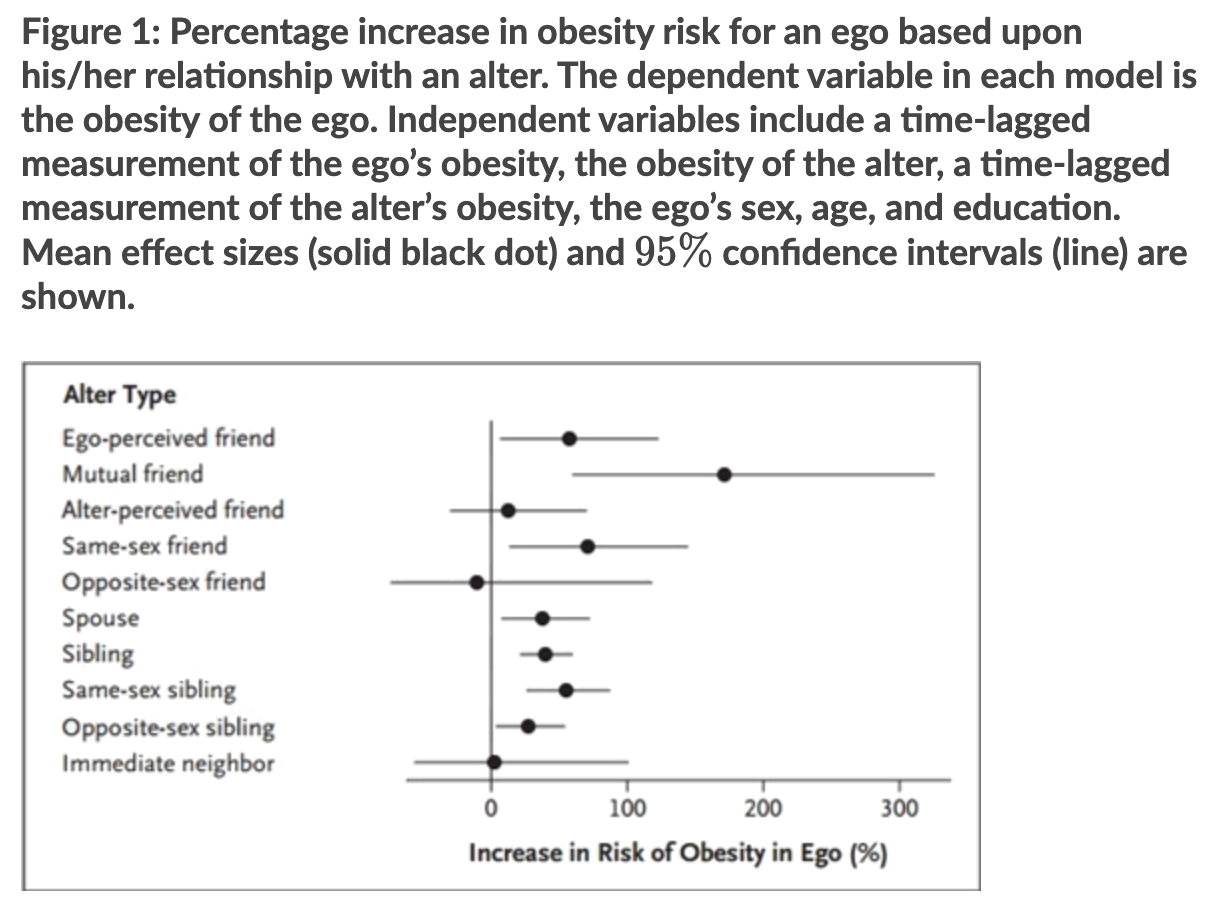 Figure 1: Percentage increase in obesity risk for an ego based upon
his/her relationship with an alter. The dependent variable in each model is
the obesity of the ego. Independent variables include a time-lagged
measurement of the ego’s obesity, the obesity of the alter, a time-lagged
measurement of the alter’s obesity, the ego’s sex, age, and education.
Mean effect sizes (solid black dot) and 95% confidence intervals (line) are
shown.
Alter Type
Ego-perceived friend
Mutual friend
Alter-perceived friend
Same-sex friend
Opposite-sex friend
Spouse
Sibling
Same-sex sibling
Opposite-sex sibling
Immediate neighbor
0 100 200 300
Increase in Risk of Obesity in Ego (%)